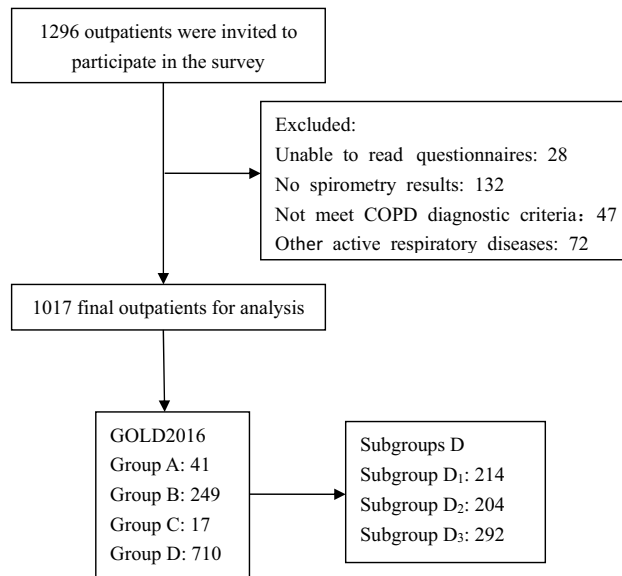 1296 outpatients were invited to
participate in the survey
Excluded:
Unable to read questionnaires: 28
No spirometry results: 132
Not meet COPD diagnostic criteria：47
Other active respiratory diseases: 72
1017 final outpatients for analysis
GOLD2016
Group A: 41
Group B: 249
Group C: 17
Group D: 710
Subgroups D
Subgroup D₁: 214
Subgroup D₂: 204
Subgroup D₃: 292